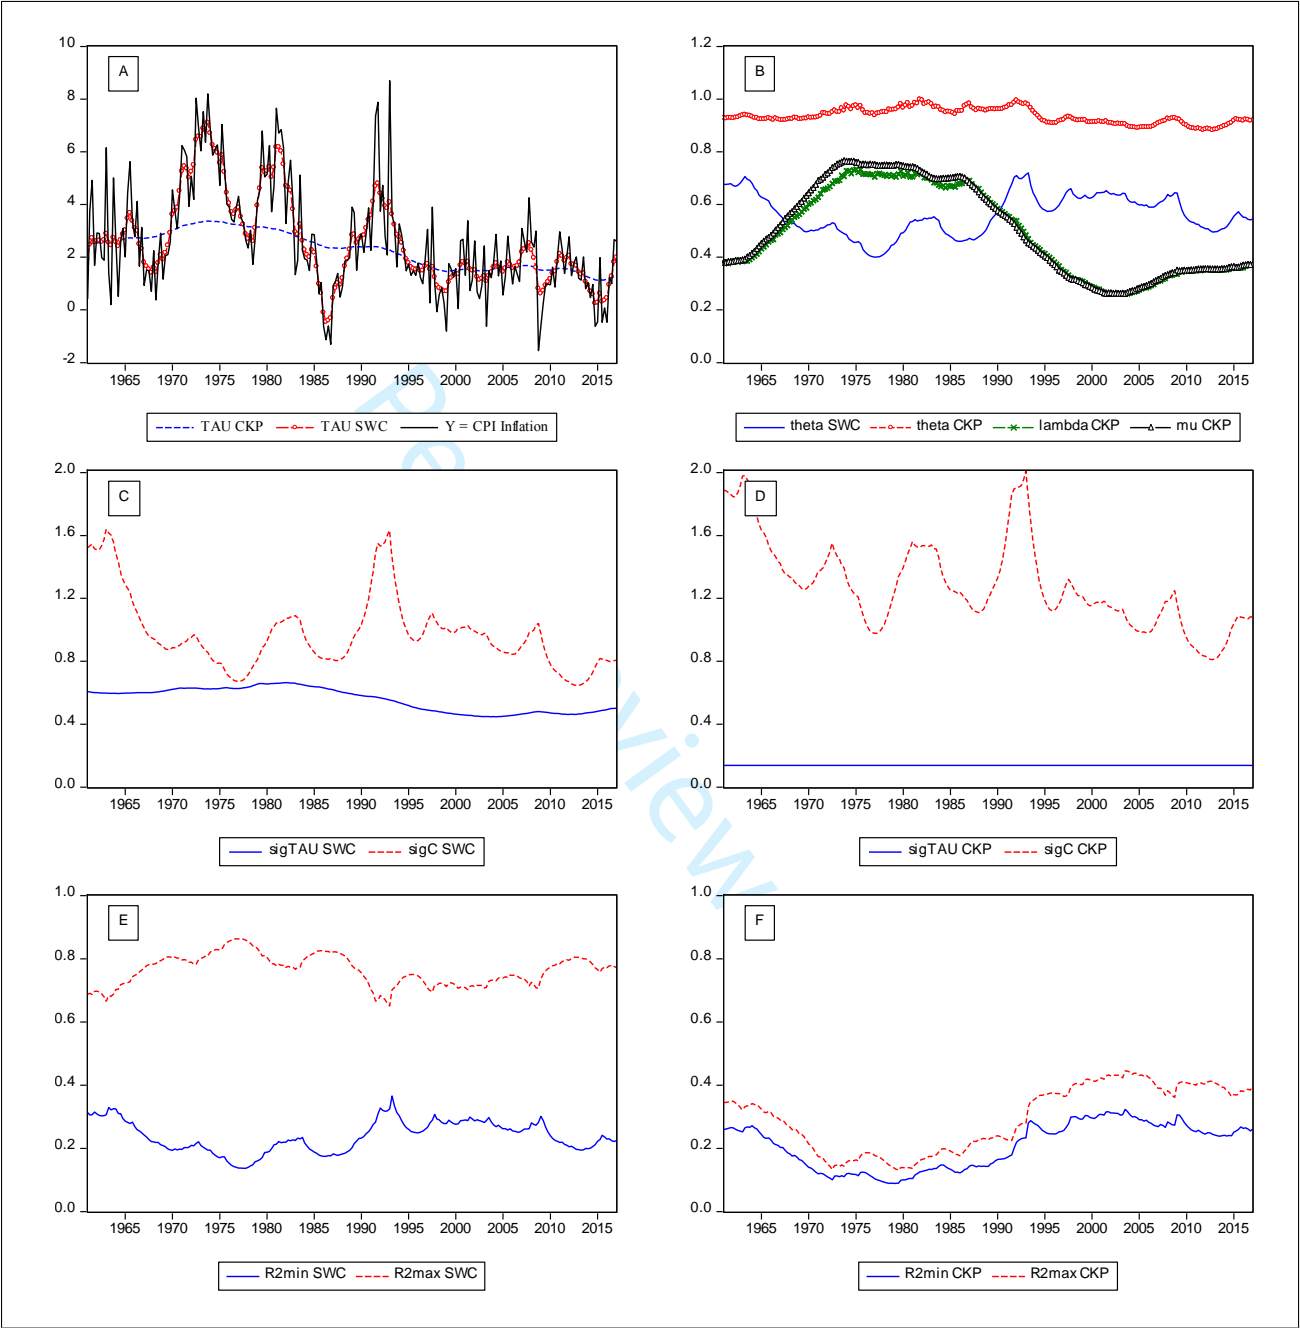 A
10
8
6
4
2
0
-2
1965 1970 1975 1980 1985 1990 1995 2000 2005 2010 2015
TAU CKP TAU SWC Y = CPI Inflation
B
1.2
1.0
0.8
0.6
0.4
0.2
0.0
1965 1970 1975 1980 1985 1990 1995 2000 2005 2010 2015
theta SWC theta CKP lambda CKP mu CKP
C
2.0
1.6
1.2
0.8
0.4
0.0
1965 1970 1975 1980 1985 1990 1995 2000 2005 2010 2015
sigTAU SWC sigC SWC
D
2.0
1.6
1.2
0.8
0.4
0.0
1965 1970 1975 1980 1985 1990 1995 2000 2005 2010 2015
sigTAU CKP sigC CKP
E
1.0
0.8
0.6
0.4
0.2
0.0
1965 1970 1975 1980 1985 1990 1995 2000 2005 2010 2015
R2min SWC R2max SWC
F
1.0
0.8
0.6
0.4
0.2
0.0
1965 1970 1975 1980 1985 1990 1995 2000 2005 2010 2015
R2min CKP R2max CKP